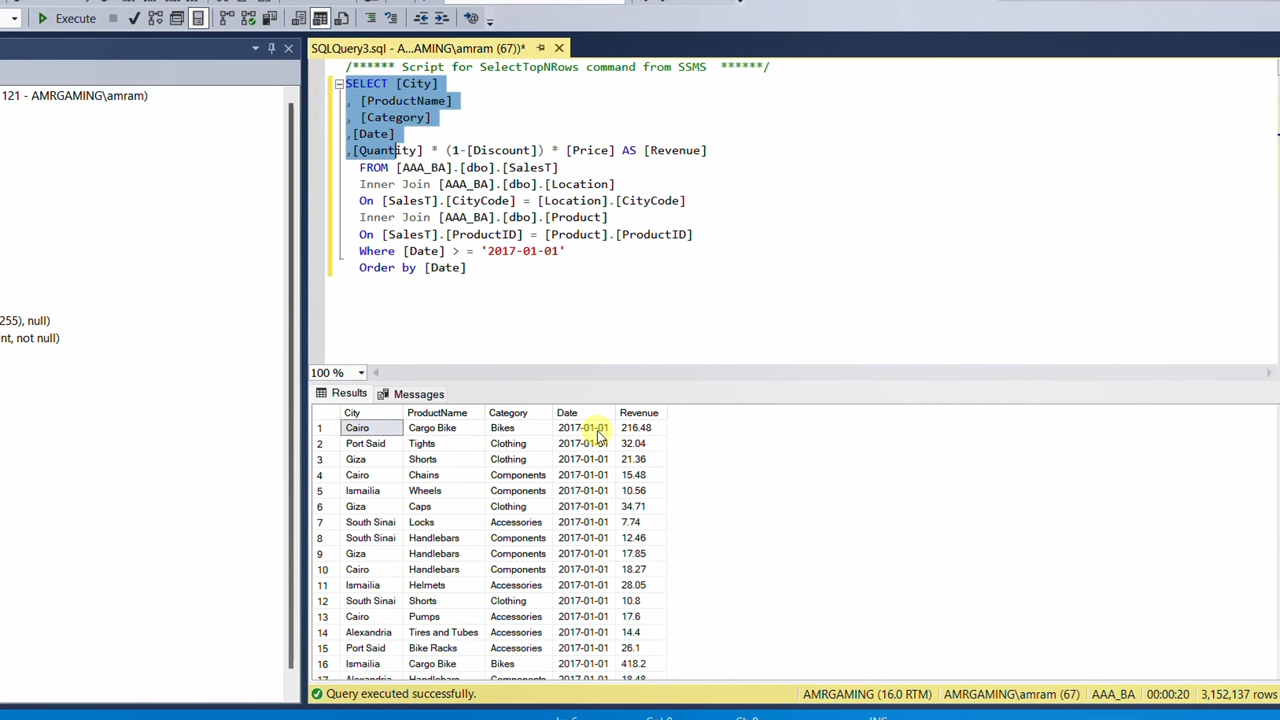 Execute
SQLQuery3.sql - A...AMING\amram (67))*
121 - AMRGAMING\amram)
255), null)
nt, not null)
/****** Script for SelectTopNRows command from SSMS ******/
SELECT [City]
, [ProductName]
, [Category]
,[Date]
,[Quantity] * (1-[Discount]) * [Price] AS [Revenue]
FROM [AAA_BA].[dbo].[SalesT]
Inner Join [AAA_BA].[dbo].[Location]
On [SalesT].[CityCode] = [Location].[CityCode]
Inner Join [AAA_BA].[dbo].[Product]
On [SalesT].[ProductID] = [Product].[ProductID]
Where [Date] > = '2017-01-01'
Order by [Date]
100 %
Results Messages
City ProductName Category Date Revenue
1 Cairo Cargo Bike Bikes 2017-01-01 216.48
2 Port Said Tights Clothing 2017-01-01 32.04
3 Giza Shorts Clothing 2017-01-01 21.36
4 Cairo Chains Components 2017-01-01 15.48
5 Ismailia Wheels Components 2017-01-01 10.56
6 Giza Caps Clothing 2017-01-01 34.71
7 South Sinai Locks Accessories 2017-01-01 7.74
8 South Sinai Handlebars Components 2017-01-01 12.46
9 Giza Handlebars Components 2017-01-01 17.85
10 Cairo Handlebars Components 2017-01-01 18.27
11 Ismailia Helmets Accessories 2017-01-01 28.05
12 South Sinai Shorts Clothing 2017-01-01 10.8
13 Cairo Pumps Accessories 2017-01-01 17.6
14 Alexandria Tires and Tubes Accessories 2017-01-01 14.4
15 Port Said Bike Racks Accessories 2017-01-01 26.1
16 Ismailia Cargo Bike Bikes 2017-01-01 418.2
17 Alexandria Handlebars Components 2017-01-01 18.48
Query executed successfully.
AMRGAMING (16.0 RTM) AMRGAMING\amram (67) AAA_BA 00:00:20 3,152,137 rows